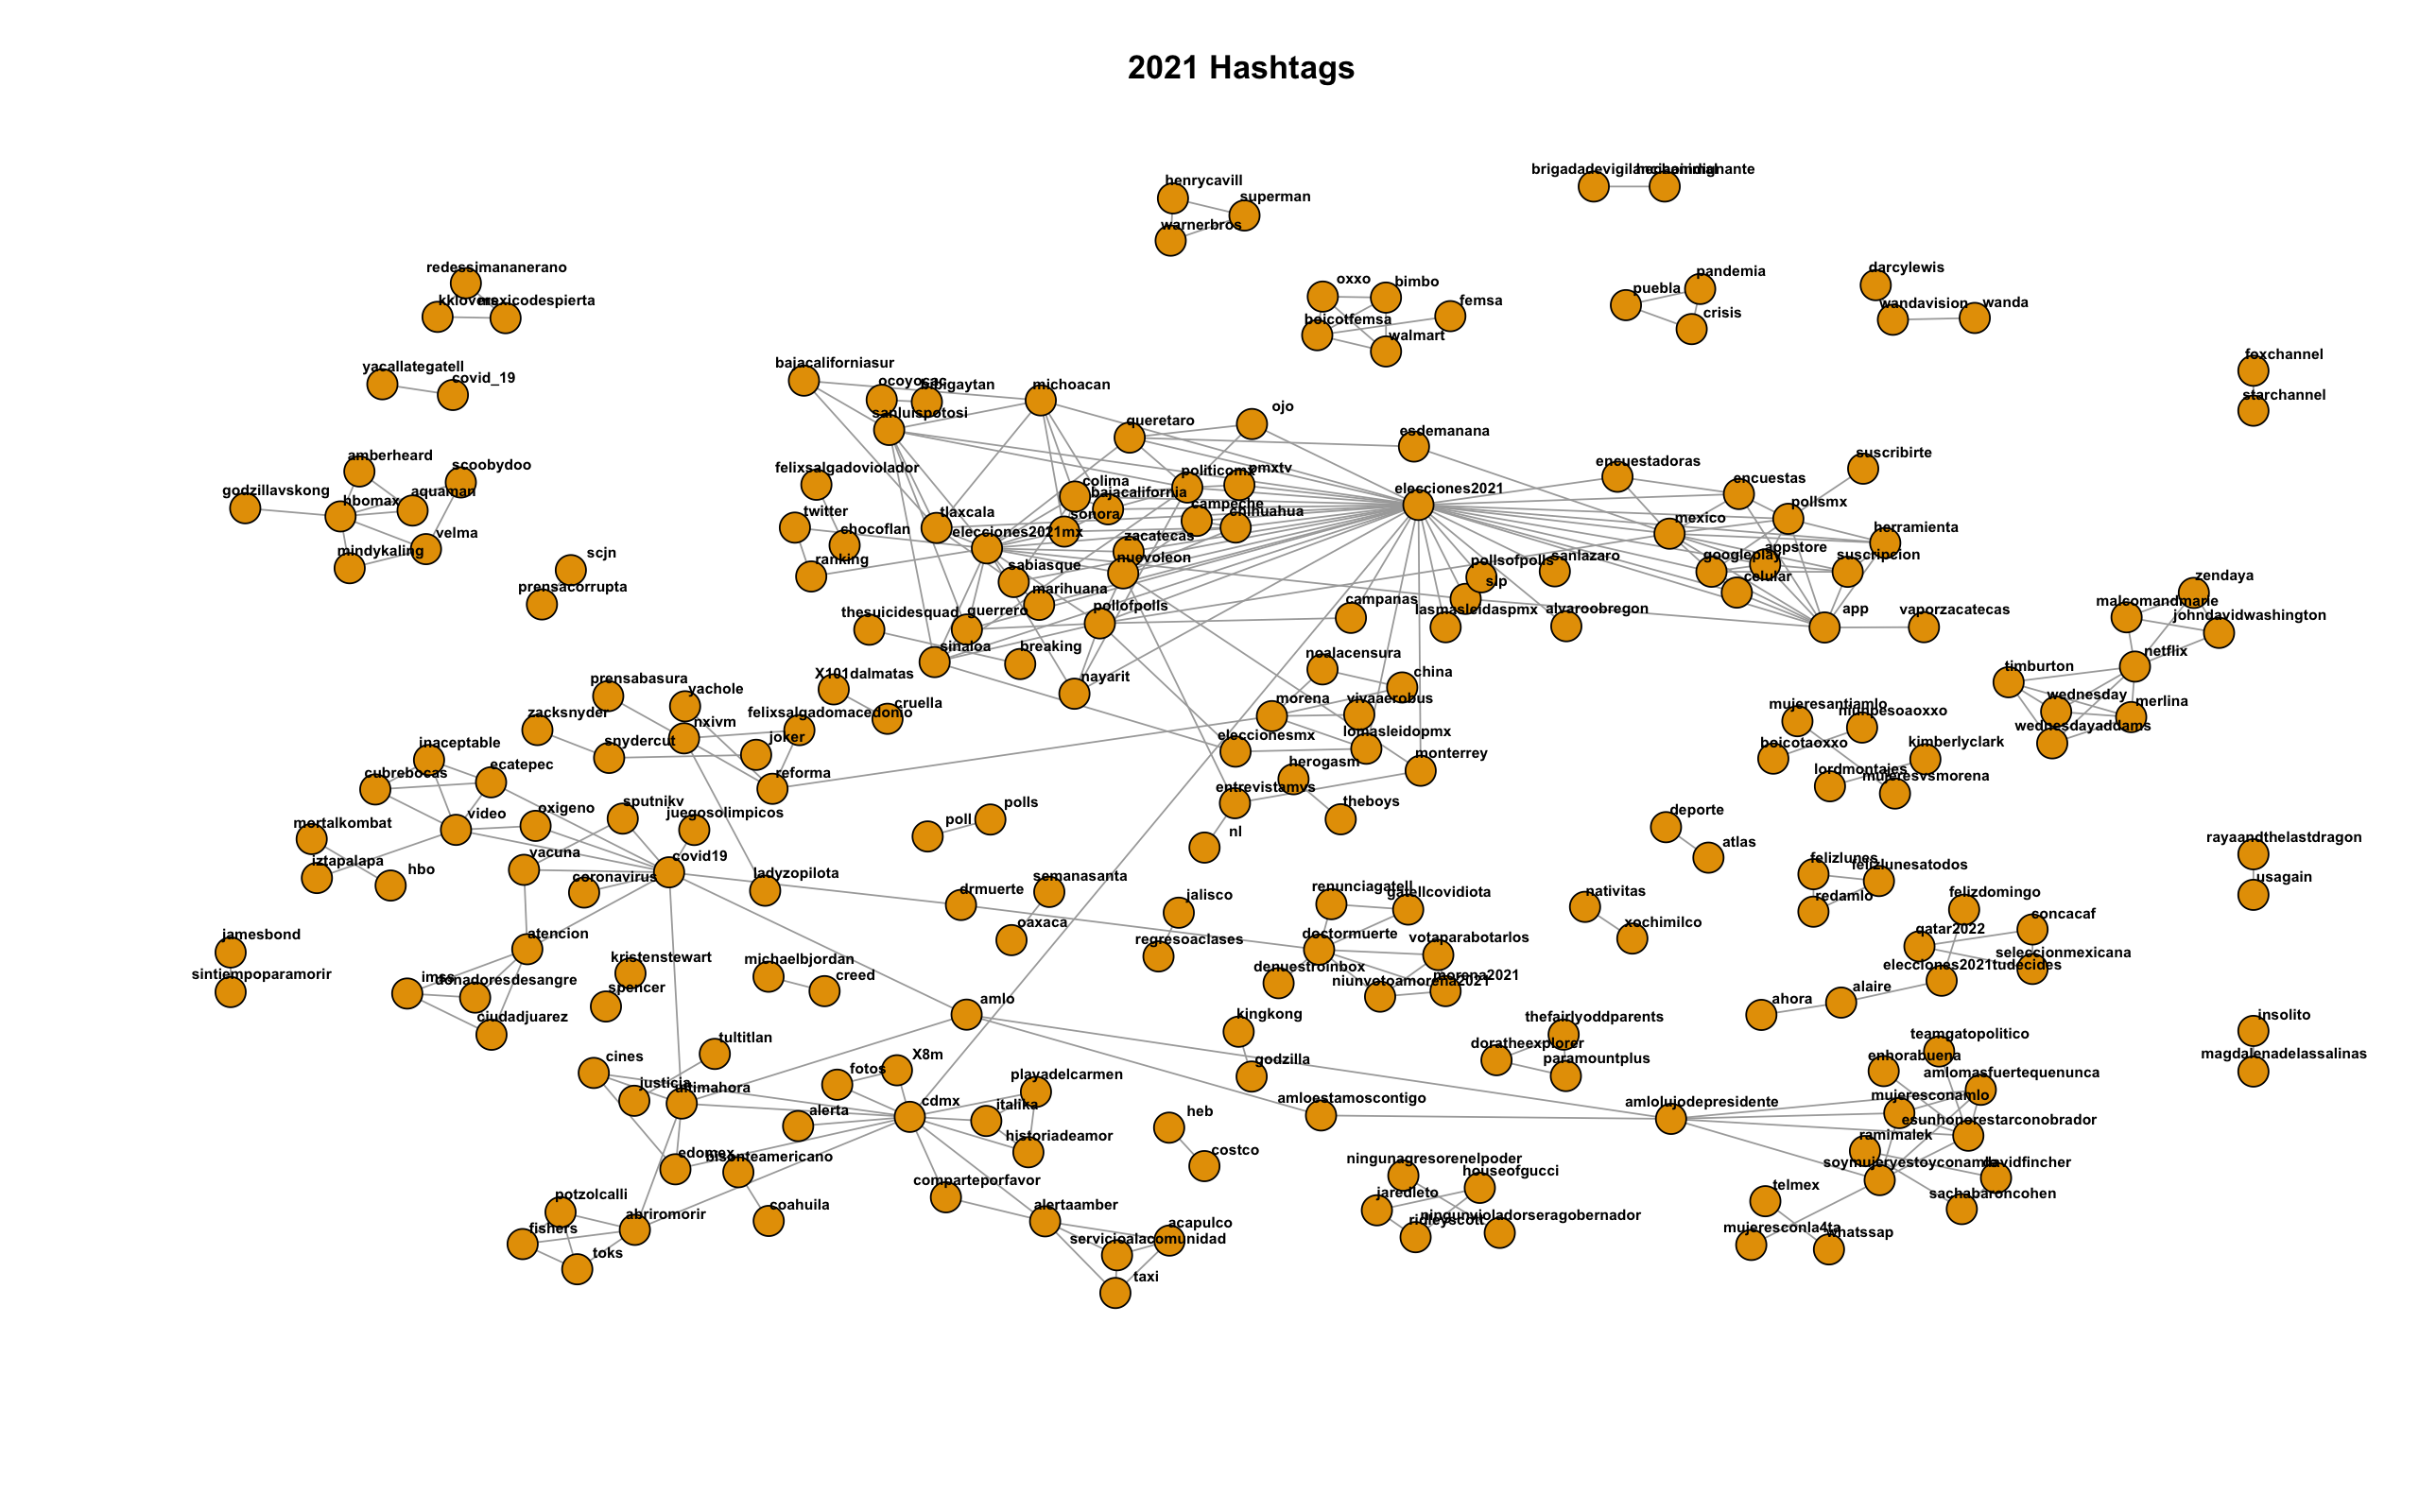 2021 Hashtags
brigadadevigilanciaanimal
hechoindignante
henrycavill
superman
warnerbros
redessimananerano
kklovers
mexicodespierta
oxxo
bimbo
femsa
boicotfemsa
walmart
pandemia
puebla
crisis
darcylewis
wandavision
wanda
yacallategatell
covid_19
foxchannel
starchannel
bajacaliforniasur
ocoyocac
bibigaytan
michoacan
sanluispotosi
queretaro
ojo
esdemanana
amberheard
scoobydoo
godzillavskong
hbomax
aquaman
velma
mindykaling
felixsalgadoviolador
twitter
chocoflan
ranking
tlaxcala
elecciones2021mx
colima
bajacalifornia
sonora
politicomx
pmxtv
campeche
chihuahua
zacatecas
nuevoleon
sabiasque
marihuana
elecciones2021
encuestadoras
encuestas
suscribirte
pollsmx
mexico
herramienta
googleplay
appstore
suscripcion
celular
app
vaporzacatecas
scjn
prensacorrupta
thesuicidesquad
guerrero
pollofpolls
sinaloa
breaking
nayarit
campanas
pollsofpolls
slp
sanlazaro
lasmasleidaspmx
alvaroobregon
zendaya
malcomandmarie
johndavidwashington
netflix
timburton
wednesday
merlina
wednesdayaddams
noalacensura
china
morena
vivaaerobus
lomasleidopmx
eleccionesmx
monterrey
herogasm
entrevistamvs
theboys
nl
prensabasura
yachole
X101dalmatas
cruella
zacksnyder
nxivm
felixsalgadomacedonio
snydercut
joker
reforma
mujeresantiamlo
munpesoaoxxo
boicotaoxxo
kimberlyclark
lordmontajes
mujeresvsmorena
inaceptable
cubrebocas
ecatepec
video
oxigeno
sputnikv
juegosolimpicos
mortalkombat
iztapalapa
hbo
vacuna
coronavirus
covid19
ladyzopilota
poll
polls
deporte
atlas
rayaandthelastdragon
usagain
drmuerte
semanasanta
oaxaca
jalisco
regresoaclases
renunciagatell
gatellcovidiota
doctormuerte
votaparabotarlos
denuestroinbox
niunvotoamorena2021
morena2021
nativitas
xochimilco
felizlunes
felizlunesatodos
redamlo
felizdomingo
concacaf
qatar2022
seleccionmexicana
elecciones2021tudecides
alaire
ahora
jamesbond
sintiempoparamorir
atencion
imss
donadoresdesangre
ciudadjuarez
kristenstewart
spencer
michaelbjordan
creed
amlo
kingkong
godzilla
thefairlyoddparents
doratheexplorer
paramountplus
insolito
magdalenadelassalinas
teamgatopolitico
enhorabuena
amlomasfuertequenunca
mujeresconamlo
esunhonorestarconobrador
amlolujodepresidente
amloestamoscontigo
ramimalek
soymujeryestoyconamlo
davidfincher
sachabaroncohen
telmex
mujeresconla4ta
whatssap
tultitlan
cines
justicia
ultimahora
fotos
X8m
alerta
cdmx
playadelcarmen
italika
historiadeamor
edomex
bisonteamericano
coahuila
heb
costco
comparteporfavor
alertaamber
acapulco
servicioalacomunidad
taxi
potzolcalli
fishers
abriromorir
toks
ningunagresorenelpoder
houseofgucci
jaredleto
ridleyscott
ningunvioladorseragobernador